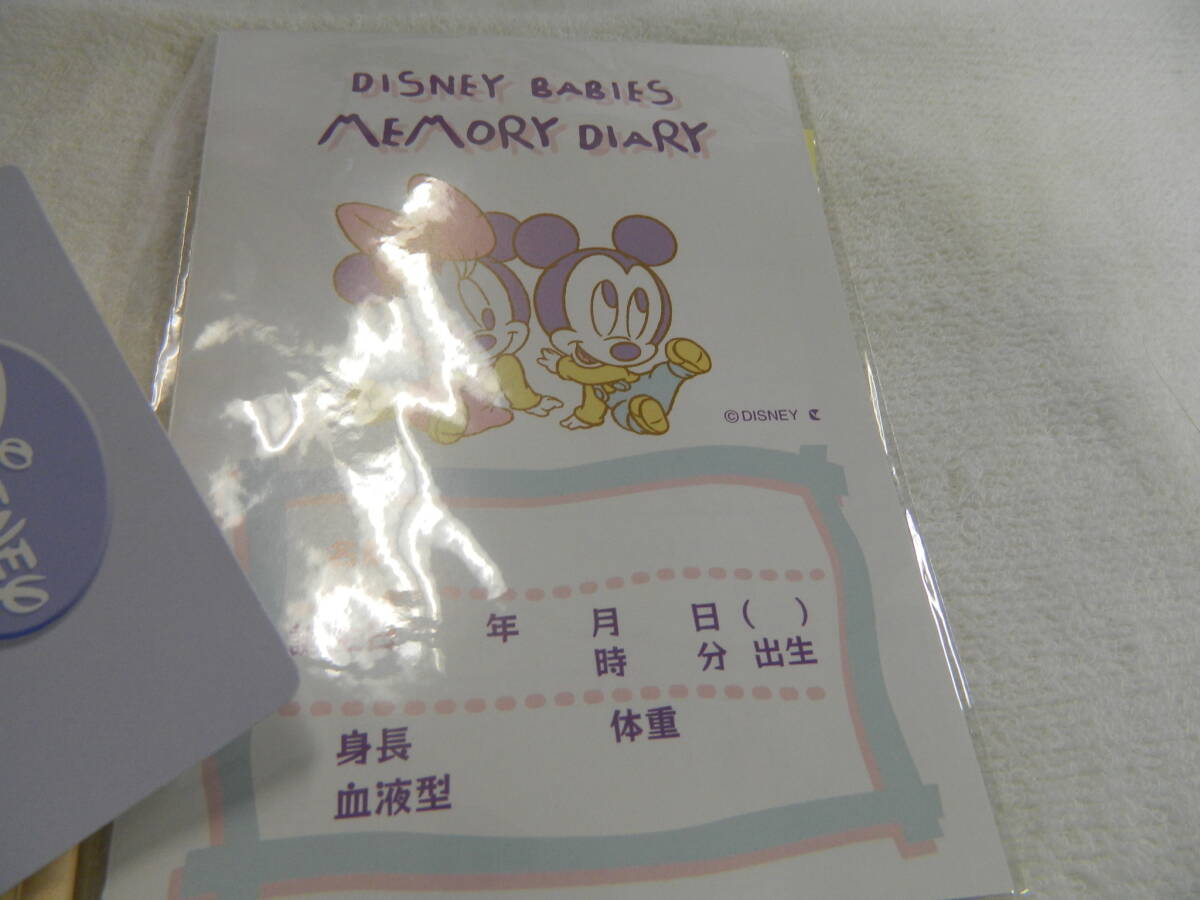 DISNEY BABIES
MEMORY DIARY
©DISNEY
年 月 日( )
時 分 出生
身長 体重
血液型